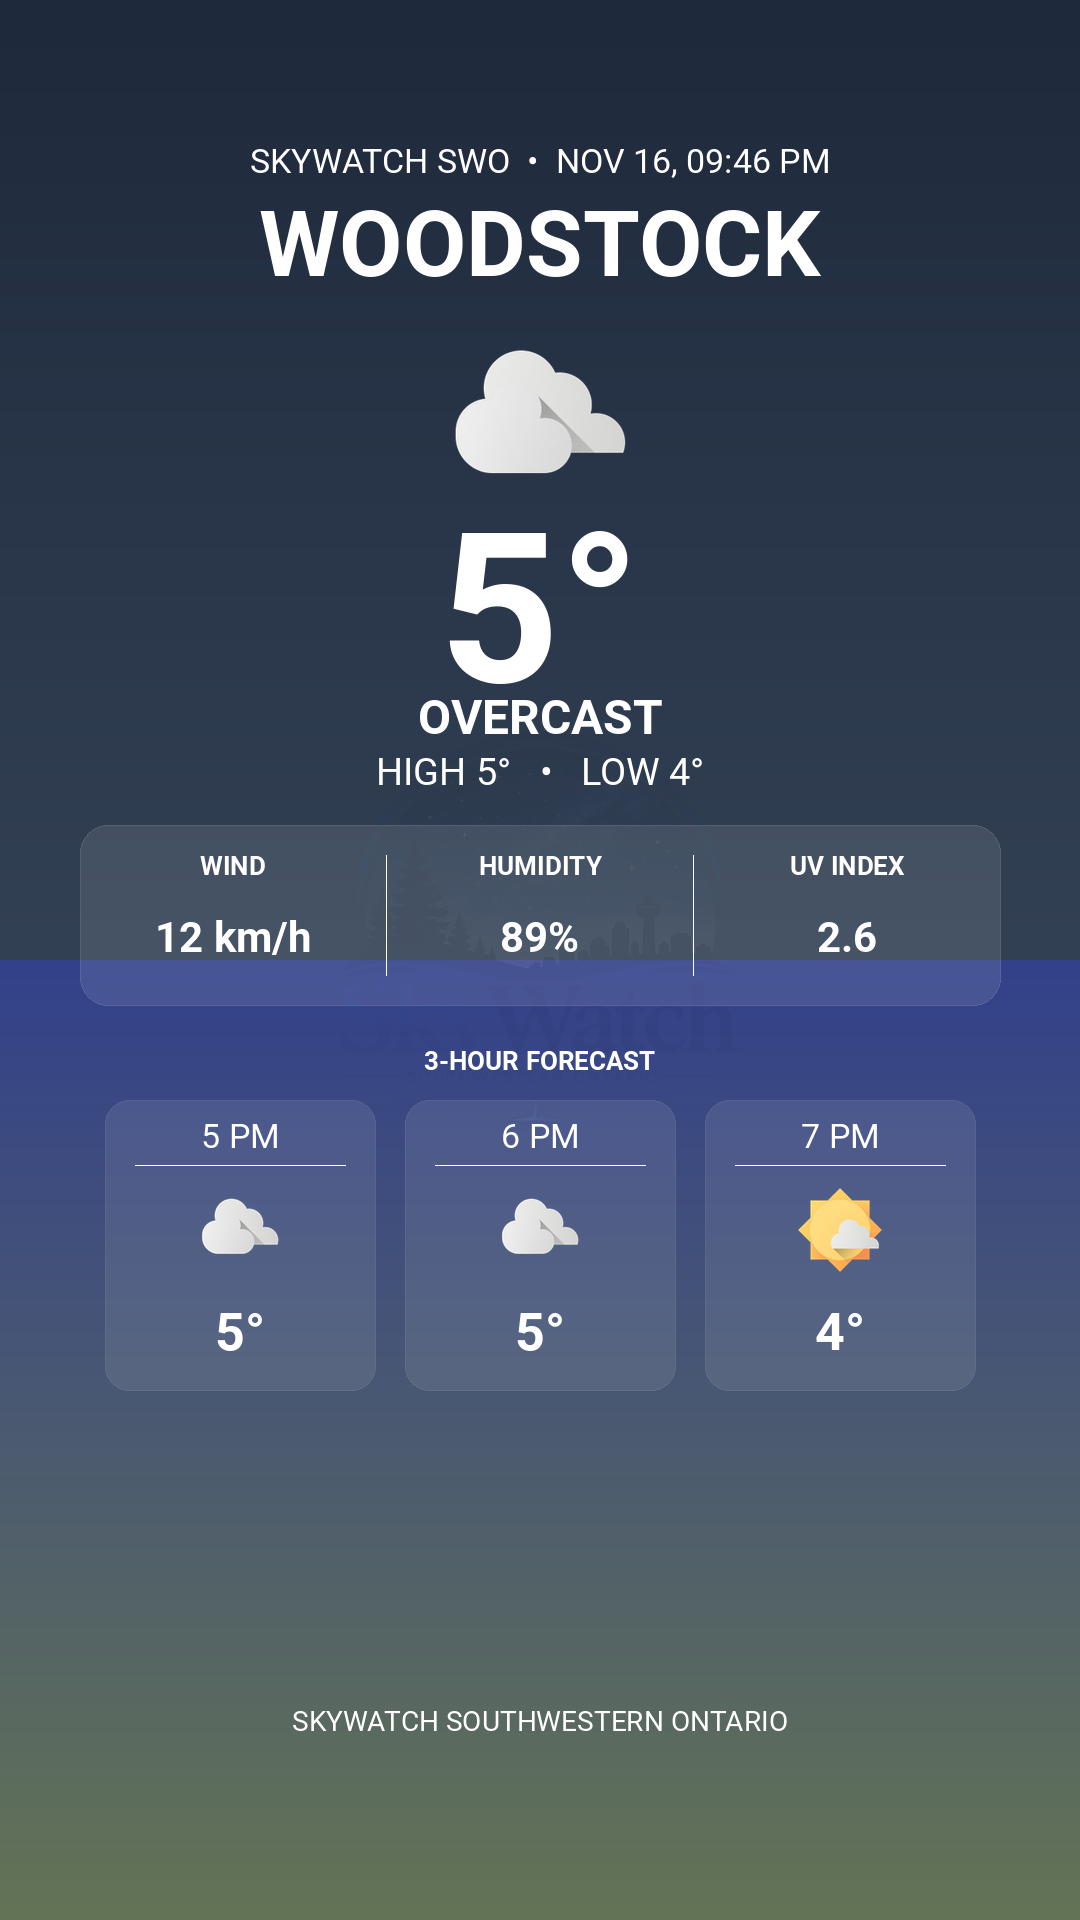 SKYWATCH SWO • NOV 16, 09:46 PM
WOODSTOCK
5°
OVERCAST
HIGH 5° • LOW 4°
WIND HUMIDITY UV INDEX
12 km/h 89% 2.6
SkyWatch
3-HOUR FORECAST
5 PM 6 PM 7 PM
5° 5° 4°
SKYWATCH SOUTHWESTERN ONTARIO